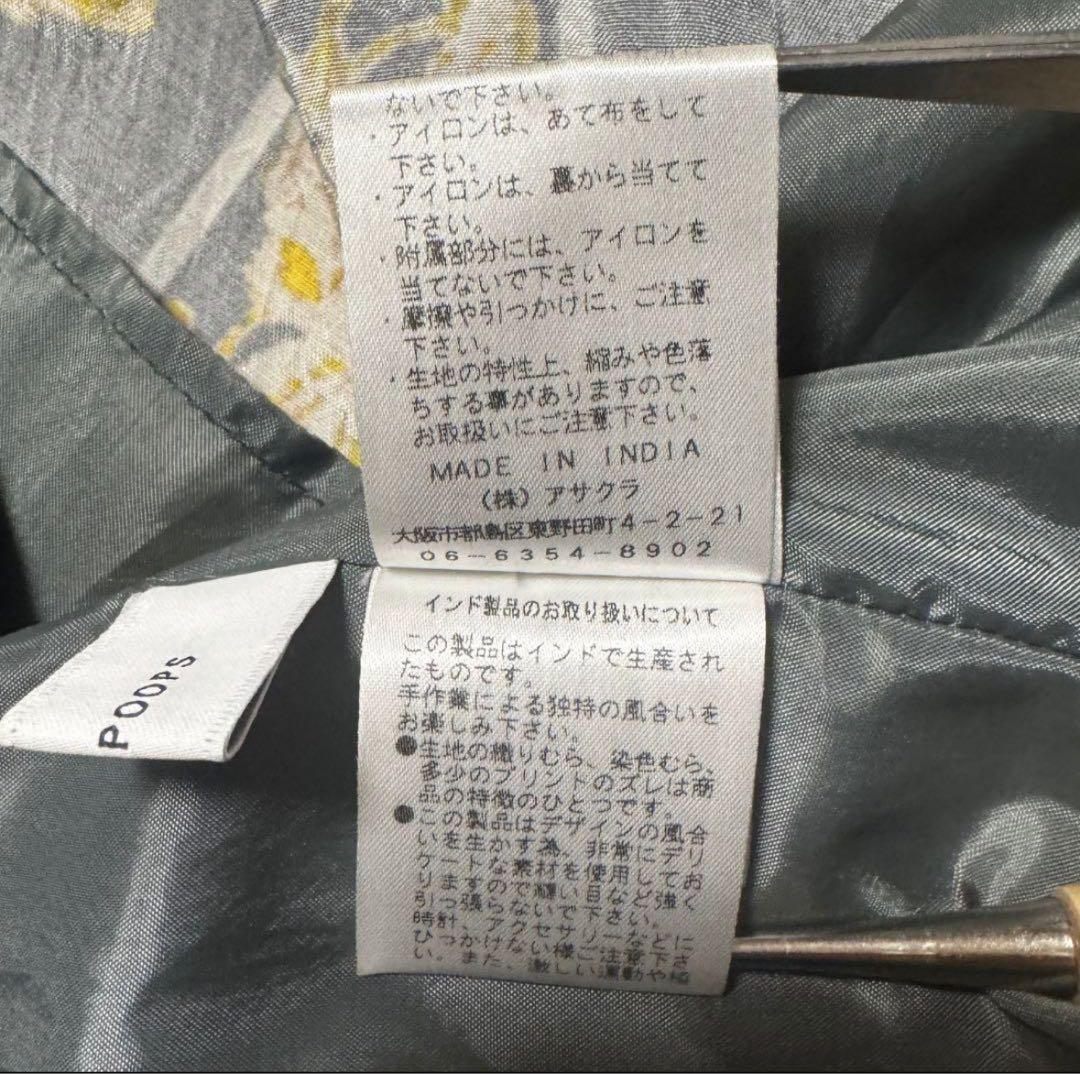 ないで下さい。
・アイロンは、あて布をして
下さい。
・アイロンは、裏から当てて
下さい。
・附属部分には、アイロンを
当てないで下さい。
・摩擦や引っかけに、ご注意
下さい。
・生地の特性上、縮みや色落
ちする事がありますので、
お取扱いにご注意下さい。
MADE IN INDIA
(株)アサクラ
大阪市都島区東野田町4-2-21
06-6354-8902
POOPS
インド製品のお取り扱いについて
この製品はインドで生産され
たものです。
手作業による独特の風合いを
お楽しみ下さい。
●生地の織りむら、染色むら、
多少のプリントのズレは商
品の特徴のひとつです。
●この製品はデザインの風合
いを生かす為、非常にデリ
ケートな素材を使用してお
りますので縫い目など強く
引っ張らないで下さい。
時計、アクセサリーなどに
ひっかけない様ご注意下さ
い。また、激しい運動や極